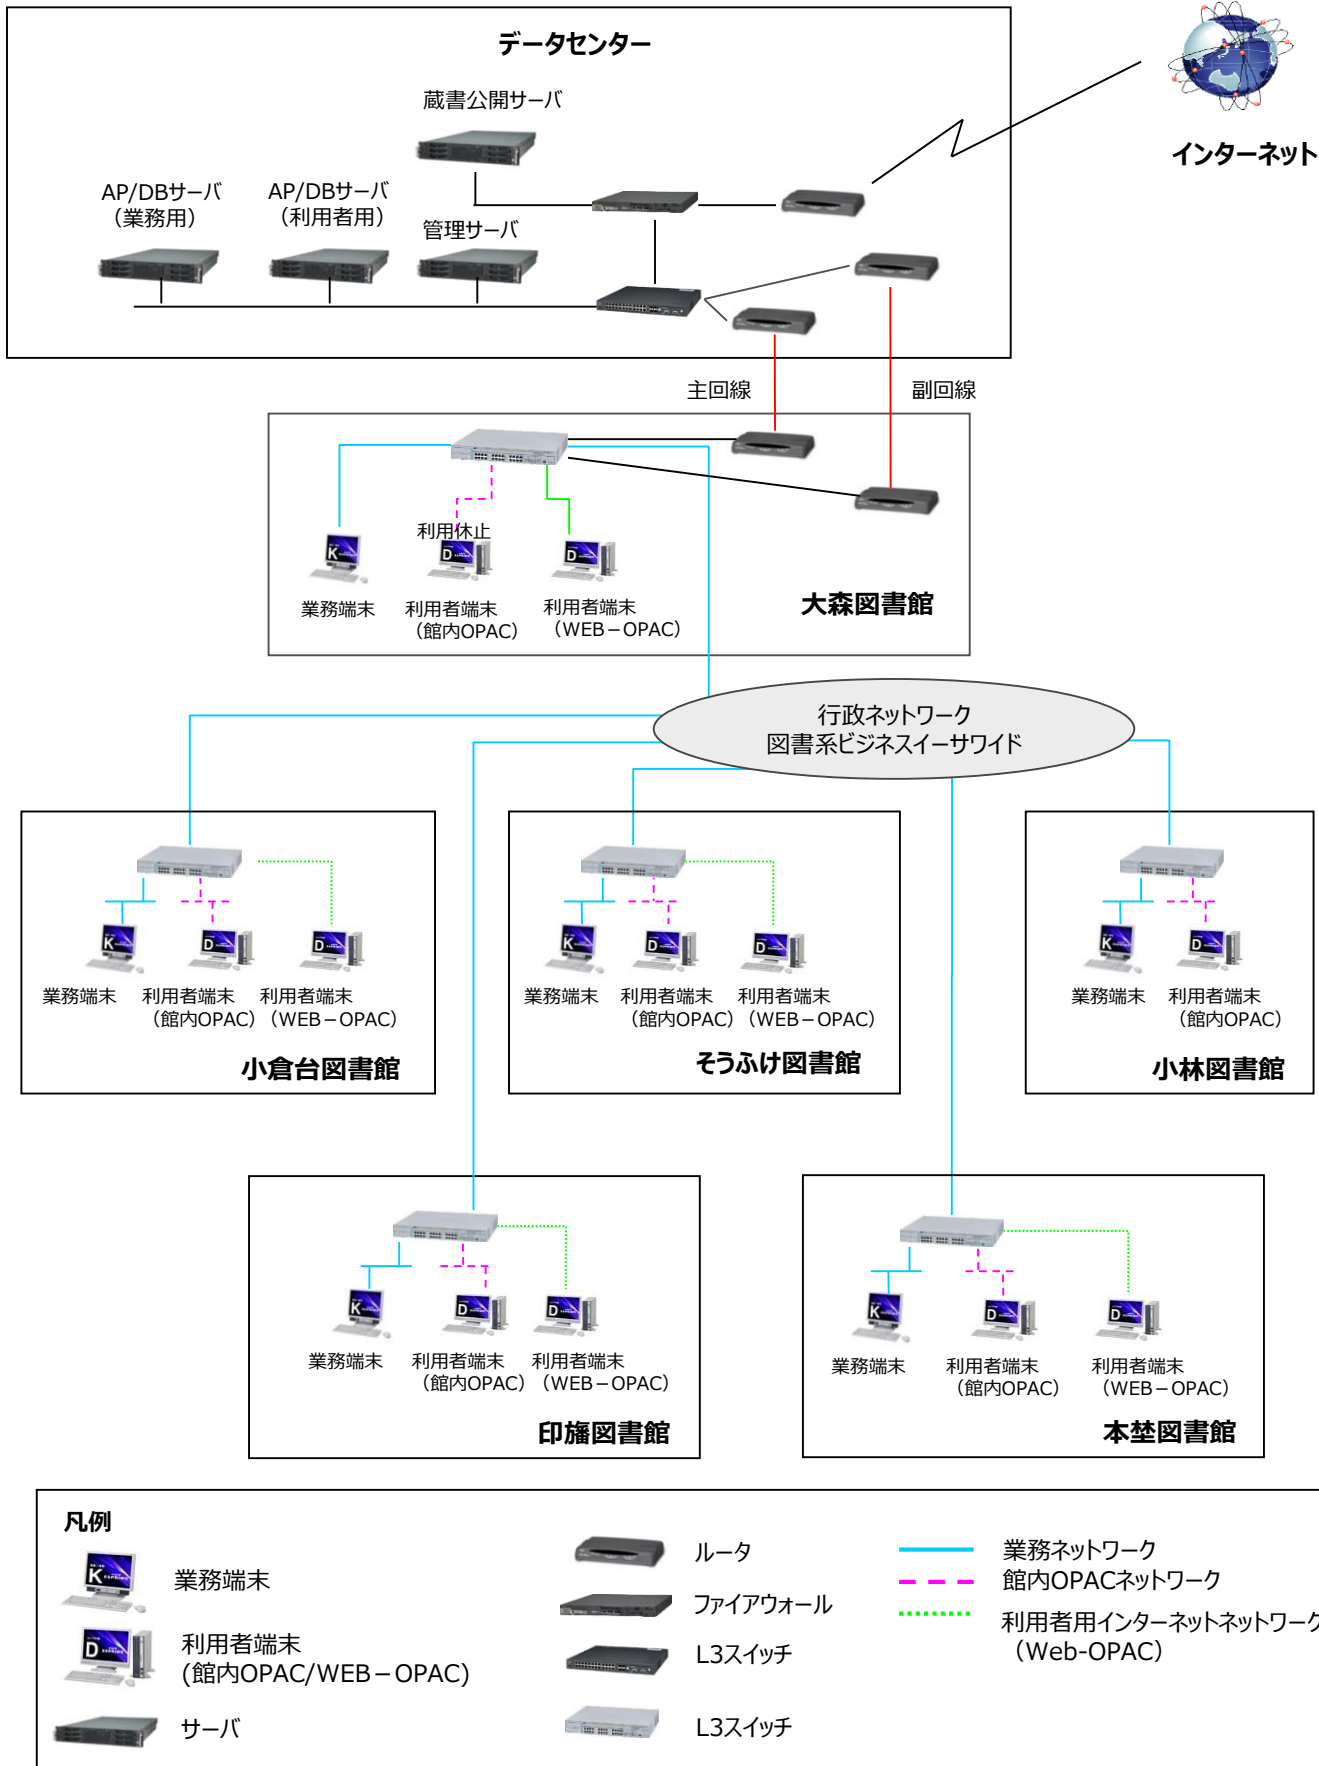 データセンター
インターネット
蔵書公開サーバ
AP/DBサーバ
（業務用）
AP/DBサーバ
（利用者用）
管理サーバ
主回線
副回線
利用休止
業務端末
利用者端末
（館内OPAC）
利用者端末
（WEB－OPAC）
大森図書館
行政ネットワーク
図書系ビジネスイーサワイド
業務端末
利用者端末
（館内OPAC）
利用者端末
（WEB－OPAC）
小倉台図書館
業務端末
利用者端末
（館内OPAC）
利用者端末
（WEB－OPAC）
そうふけ図書館
業務端末
利用者端末
（館内OPAC）
小林図書館
業務端末
利用者端末
（館内OPAC）
利用者端末
（WEB－OPAC）
印旛図書館
業務端末
利用者端末
（館内OPAC）
利用者端末
（WEB－OPAC）
本埜図書館
凡例
業務端末
利用者端末
(館内OPAC/WEB－OPAC)
サーバ
ルータ
ファイアウォール
L3スイッチ
L3スイッチ
業務ネットワーク
館内OPACネットワーク
利用者用インターネットネットワーク
（Web-OPAC）